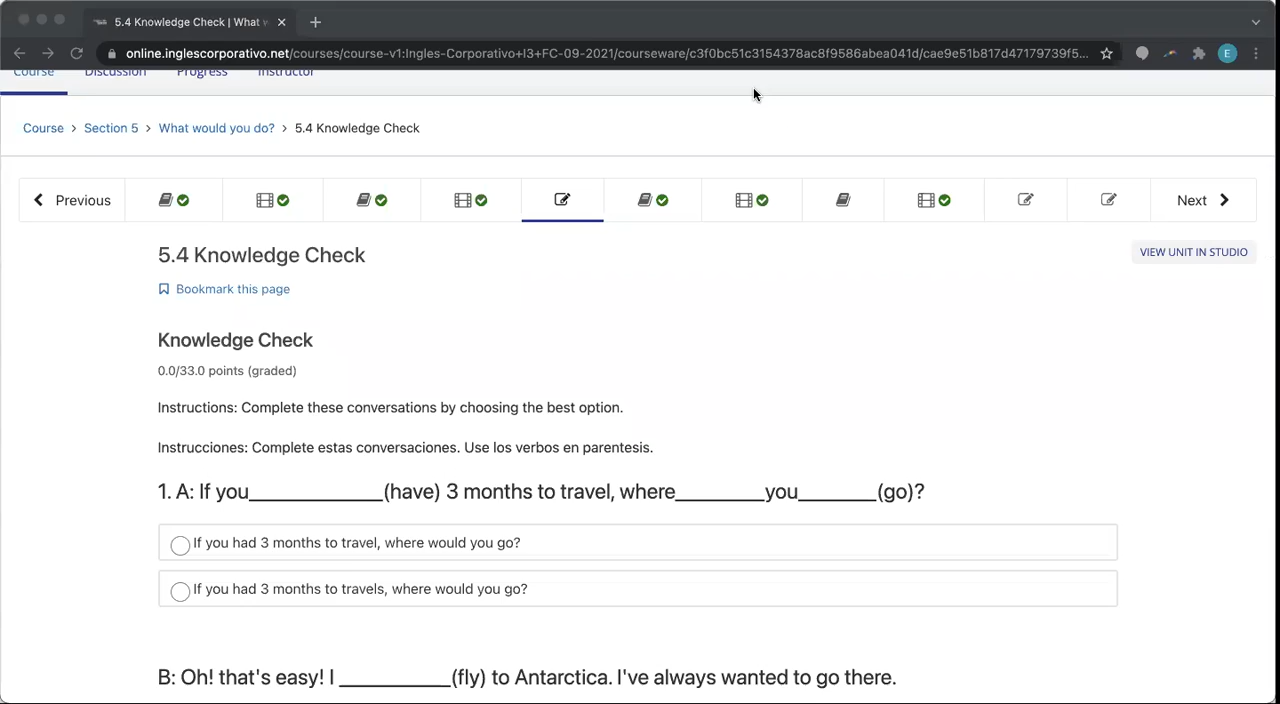 5.4 Knowledge Check | What
online.inglescorporativo.net/courses/course-v1:Ingles-Corporativo+I3+FC-09-2021/courseware/c3f0bc51c3154378ac8f9586abea041d/cae9e51b817d47179739f5...
E
Course Discussion Progress Instructor
Course > Section 5 > What would you do? > 5.4 Knowledge Check
Previous Next
5.4 Knowledge Check
VIEW UNIT IN STUDIO
Bookmark this page
Knowledge Check
0.0/33.0 points (graded)
Instructions: Complete these conversations by choosing the best option.
Instrucciones: Complete estas conversaciones. Use los verbos en parentesis.
1. A: If you____________(have) 3 months to travel, where________you_______(go)?
If you had 3 months to travel, where would you go?
If you had 3 months to travels, where would you go?
B: Oh! that's easy! I __________(fly) to Antarctica. I've always wanted to go there.